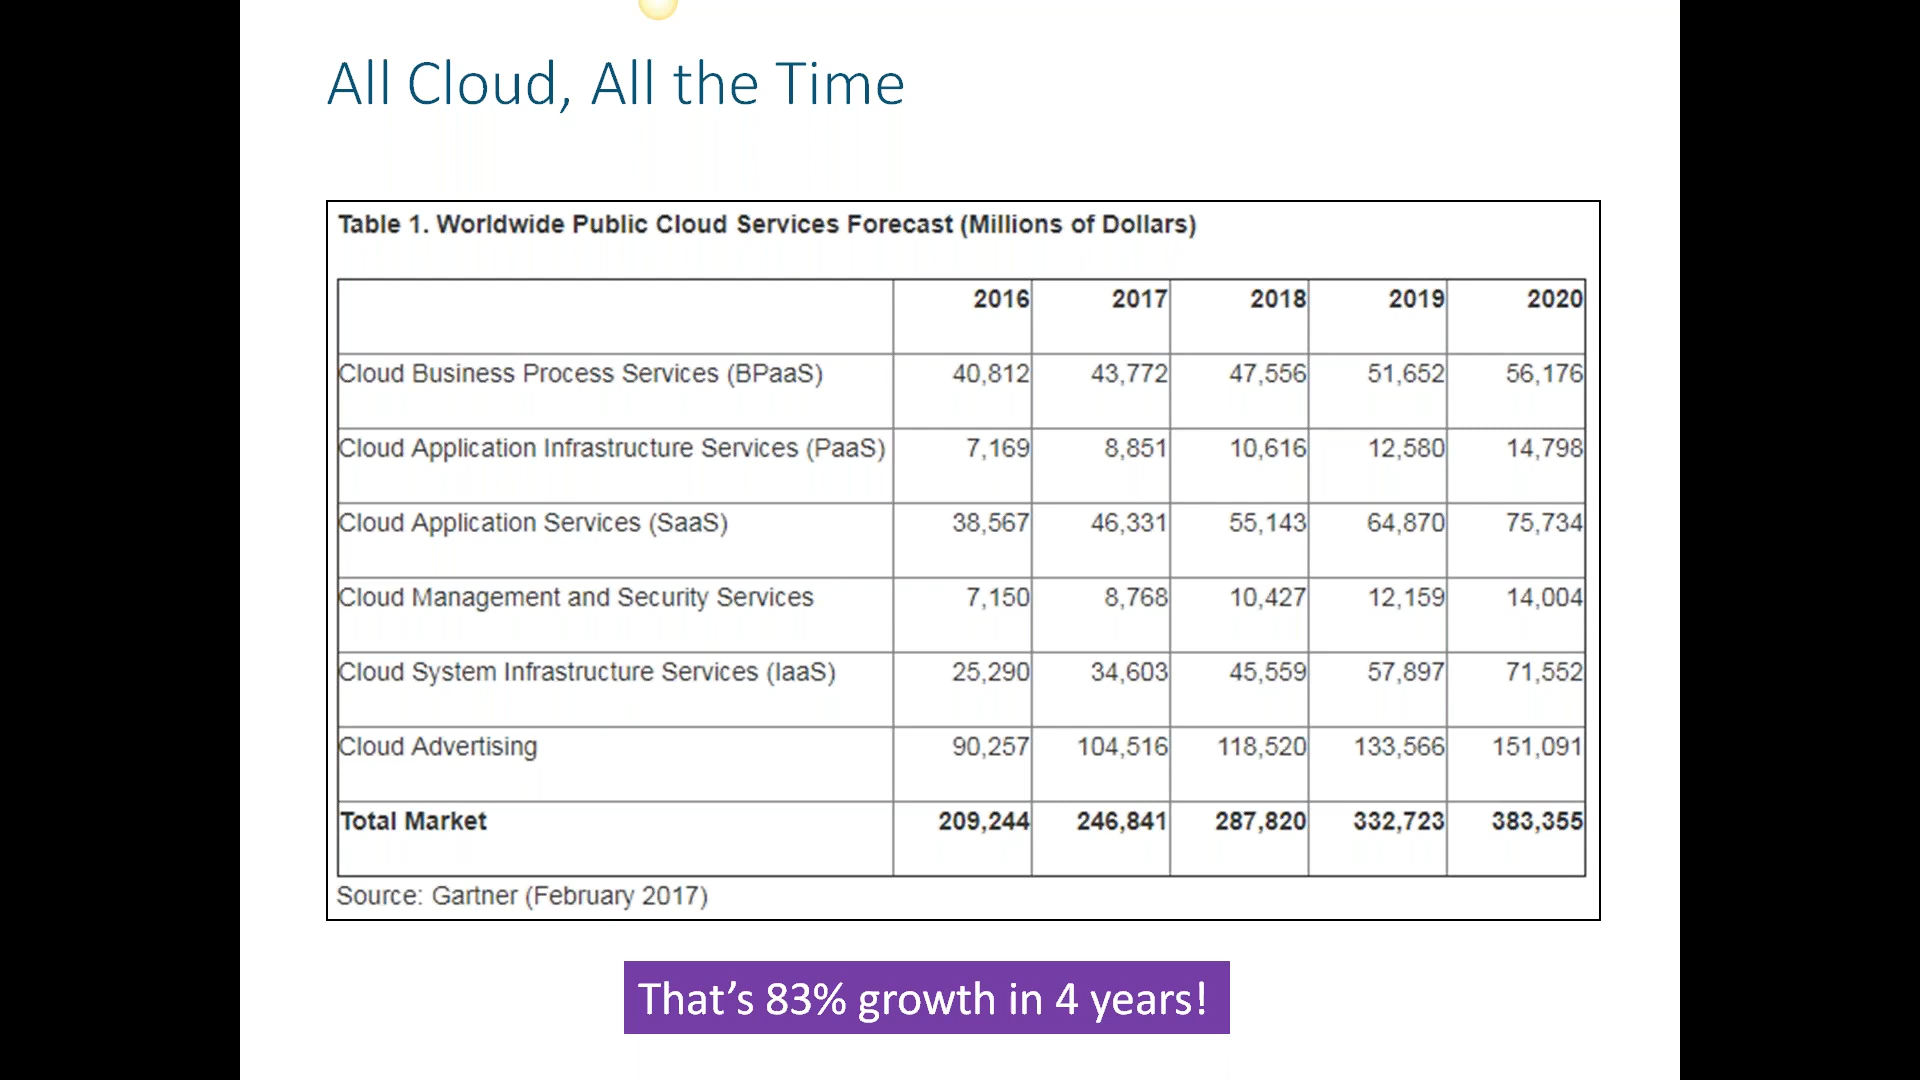 All Cloud, All the Time
Table 1. Worldwide Public Cloud Services Forecast (Millions of Dollars)
2016 2017 2018 2019 2020
Cloud Business Process Services (BPaaS) 40,812 43,772 47,556 51,652 56,176
Cloud Application Infrastructure Services (PaaS) 7,169 8,851 10,616 12,580 14,798
Cloud Application Services (SaaS) 38,567 46,331 55,143 64,870 75,734
Cloud Management and Security Services 7,150 8,768 10,427 12,159 14,004
Cloud System Infrastructure Services (IaaS) 25,290 34,603 45,559 57,897 71,552
Cloud Advertising 90,257 104,516 118,520 133,566 151,091
Total Market 209,244 246,841 287,820 332,723 383,355
Source: Gartner (February 2017)
That’s 83% growth in 4 years!